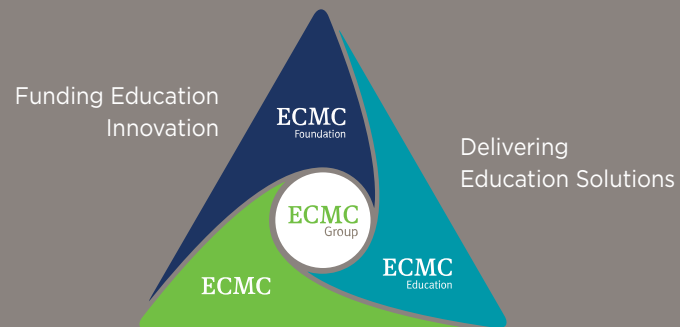 Funding Education
Innovation
ECMC
Foundation
Delivering
Education Solutions
ECMC
Group
ECMC
Education
ECMC